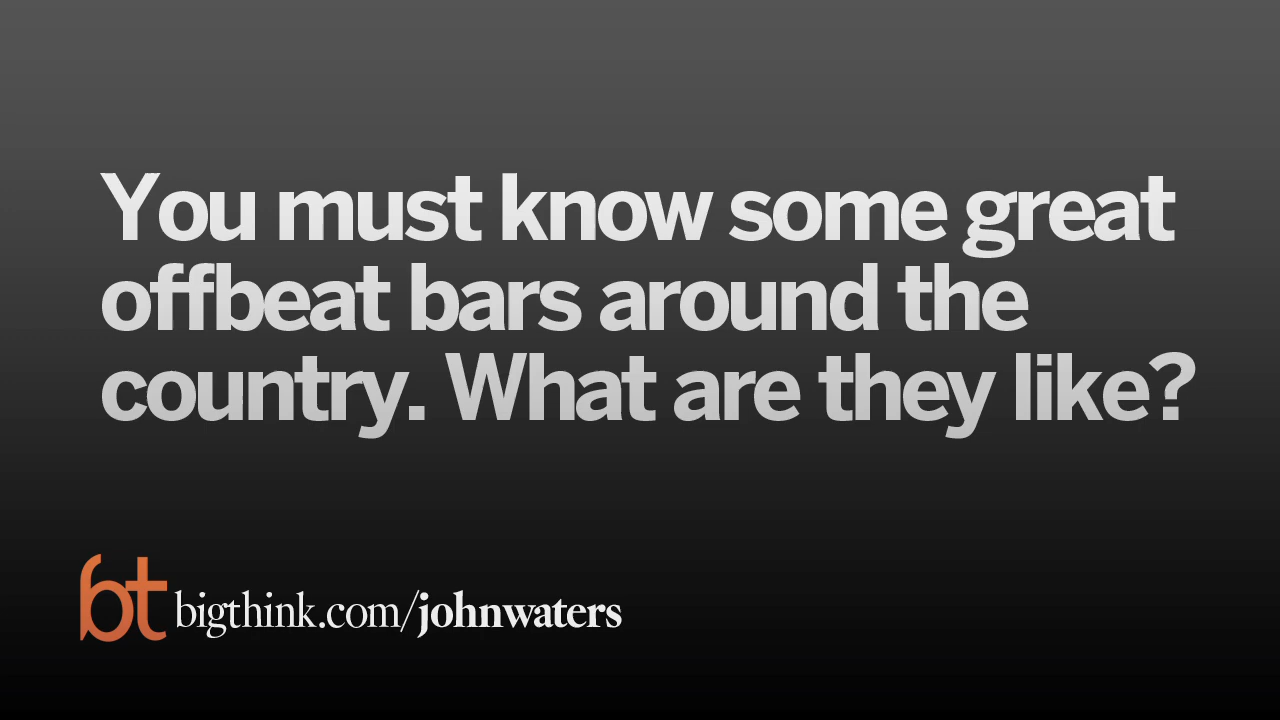 You must know some great
offbeat bars around the
country. What are they like?
bt bigthink.com/johnwaters